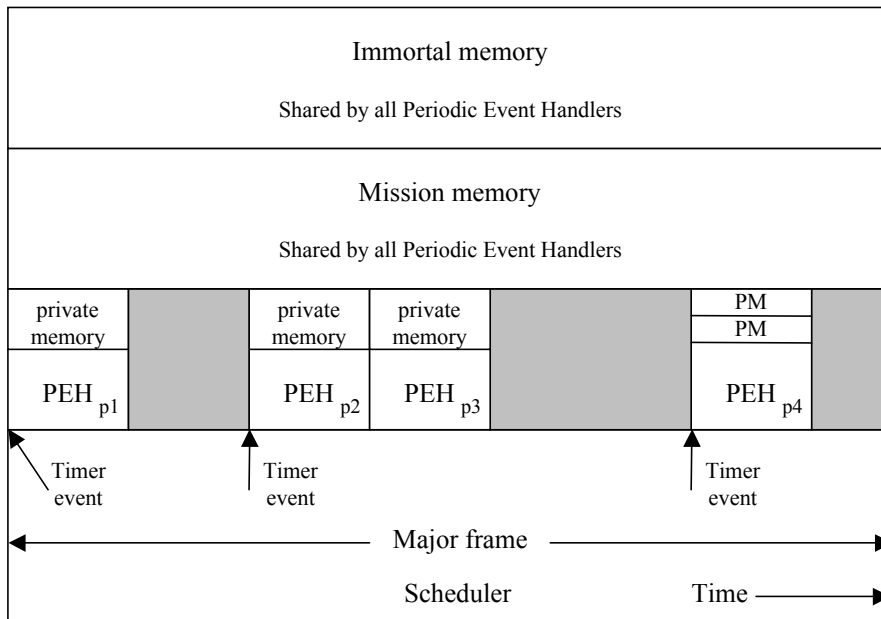 Immortal memory
Shared by all Periodic Event Handlers
Mission memory
Shared by all Periodic Event Handlers
private
memory
private
memory
private
memory
PM
PM
PEH p1
PEH p2
PEH p3
PEH p4
Timer
event
Timer
event
Timer
event
Major frame
Scheduler
Time